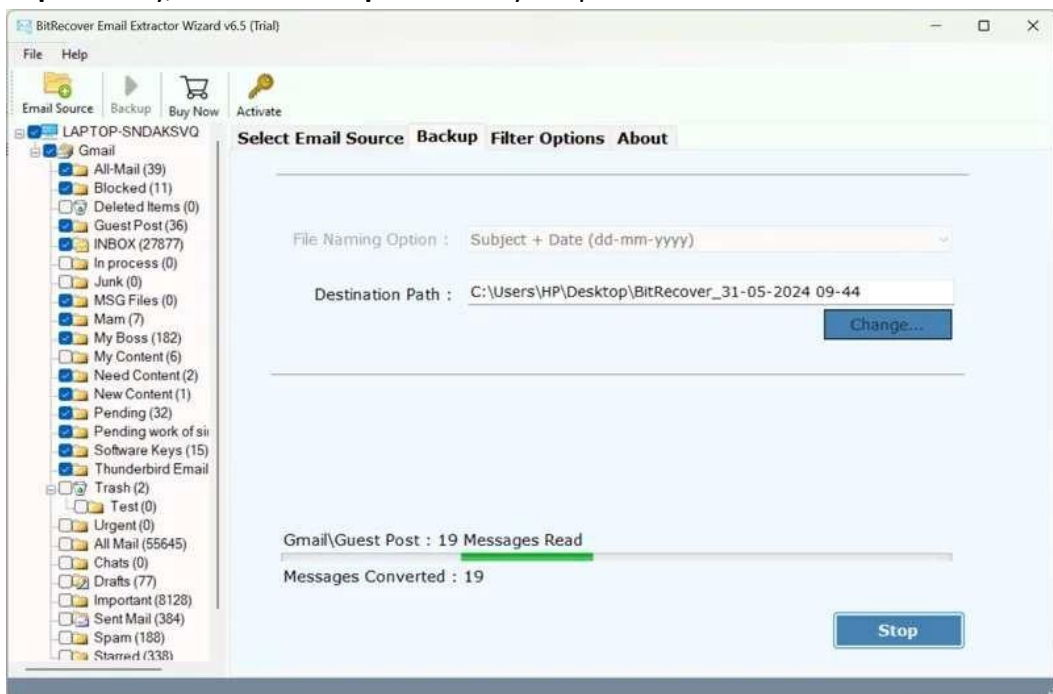 BitRecover Email Extractor Wizard v6.5 (Trial)
File Help
Email Source Backup Buy Now Activate
LAPTOP-SNDAKSVQ
Gmail
All-Mail (39)
Blocked (11)
Deleted Items (0)
Guest Post (36)
INBOX (27877)
In process (0)
Junk (0)
MSG Files (0)
Mam (7)
My Boss (182)
My Content (6)
Need Content (2)
New Content (1)
Pending (32)
Pending work of
Software Keys (15)
Thunderbird Email
Trash (2)
Test (0)
Urgent (0)
All Mail (55645)
Chats (0)
Drafts (77)
Important (8128)
Sent Mail (384)
Spam (188)
Starred (338)
Select Email Source Backup Filter Options About
File Naming Option : Subject + Date (dd-mm-yyyy)
Destination Path : C:\Users\HP\Desktop\BitRecover_31-05-2024 09-44
Change...
Gmail\Guest Post : 19 Messages Read
Messages Converted : 19
Stop